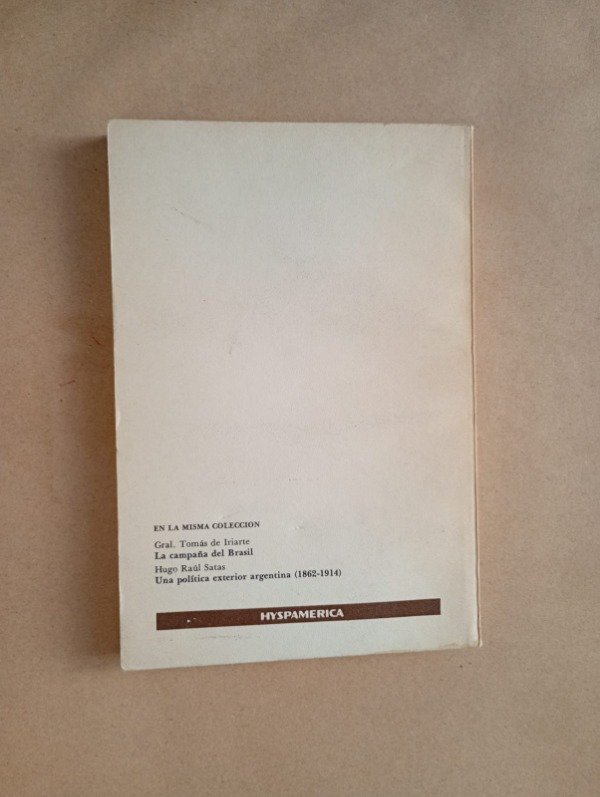 EN LA MISMA COLECCION
Gral. Tomás de Iriarte
La campaña del Brasil
Hugo Raúl Satas
Una política exterior argentina (1862-1914)
HYSPAMERICA